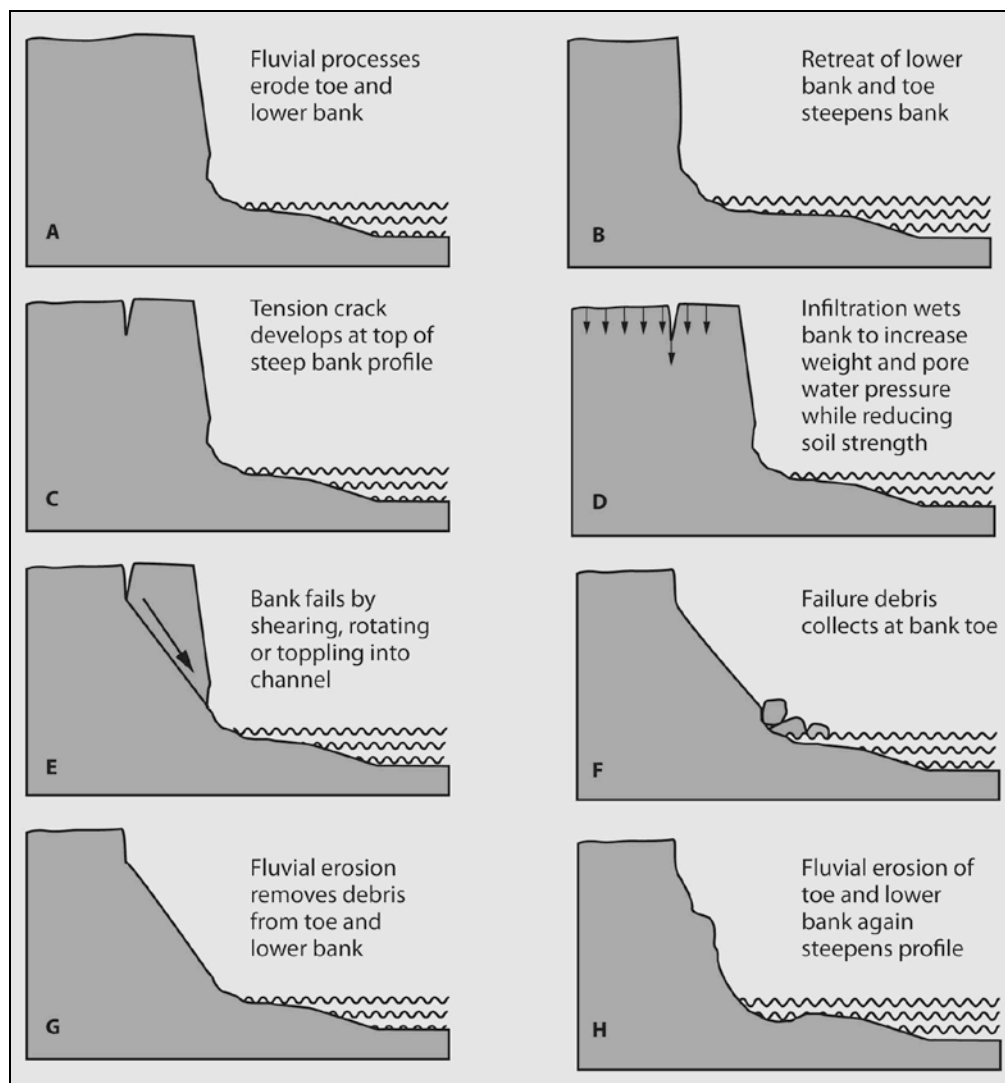 Fluvial processes
erode toe and
lower bank
A
Retreat of lower
bank and toe
steepens bank
B
Tension crack
develops at top of
steep bank profile
C
Infiltration wets
bank to increase
weight and pore
water pressure
while reducing
soil strength
D
Bank fails by
shearing, rotating
or toppling into
channel
E
Failure debris
collects at bank toe
F
Fluvial erosion
removes debris
from toe and
lower bank
G
Fluvial erosion of
toe and lower
bank again
steepens profile
H